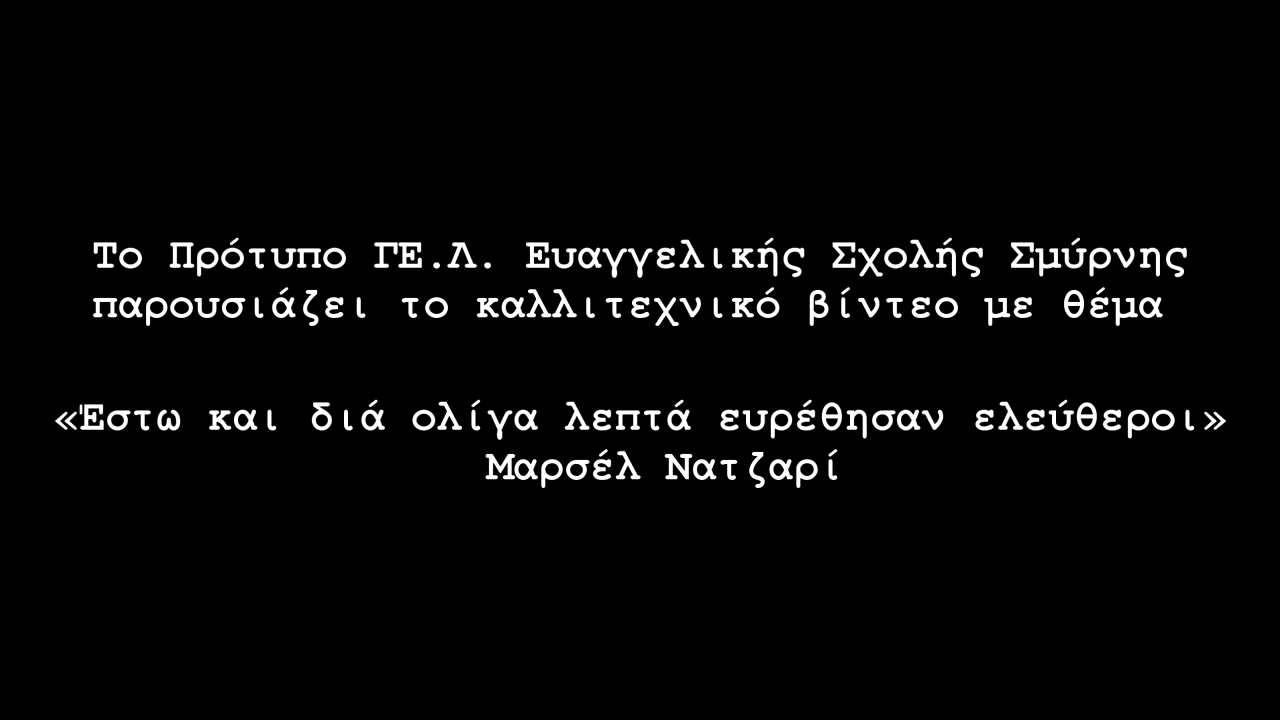 Το Πρότυπο ΓΕ.Λ. Ευαγγελικής Σχολής Σμύρνης
παρουσιάζει το καλλιτεχνικό βίντεο με θέμα
«Έστω και διά ολίγα λεπτά ευρέθησαν ελεύθεροι»
Μαρσέλ Νατζαρί